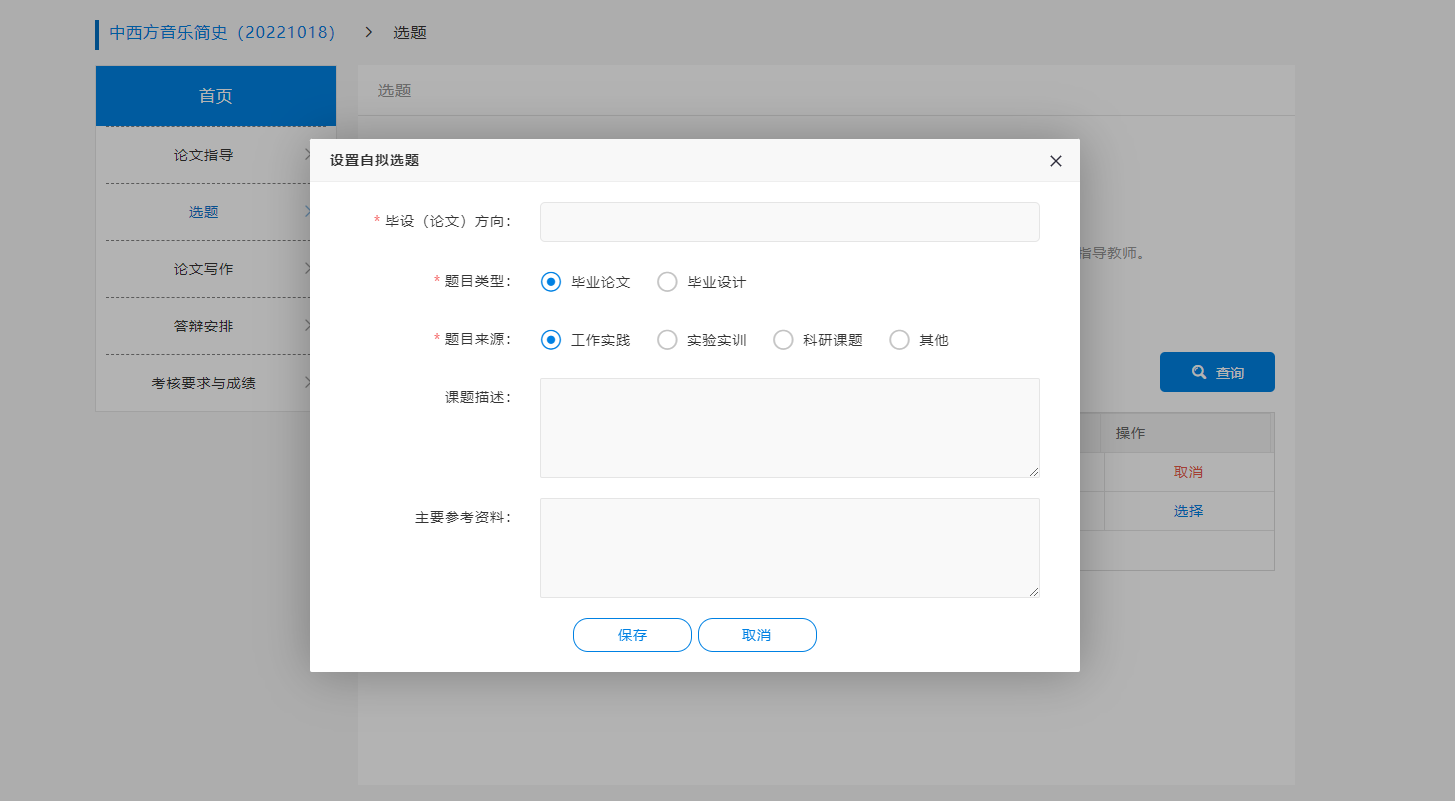 中西方音乐简史（20221018） > 选题
首页
选题
论文指导
选题
论文写作
答辩安排
考核要求与成绩
设置自拟选题
* 毕设（论文）方向：
* 题目类型： 毕业论文 毕业设计
* 题目来源： 工作实践 实验实训 科研课题 其他
课题描述：
主要参考资料：
保存 取消
指导教师。
查询
操作
取消
选择